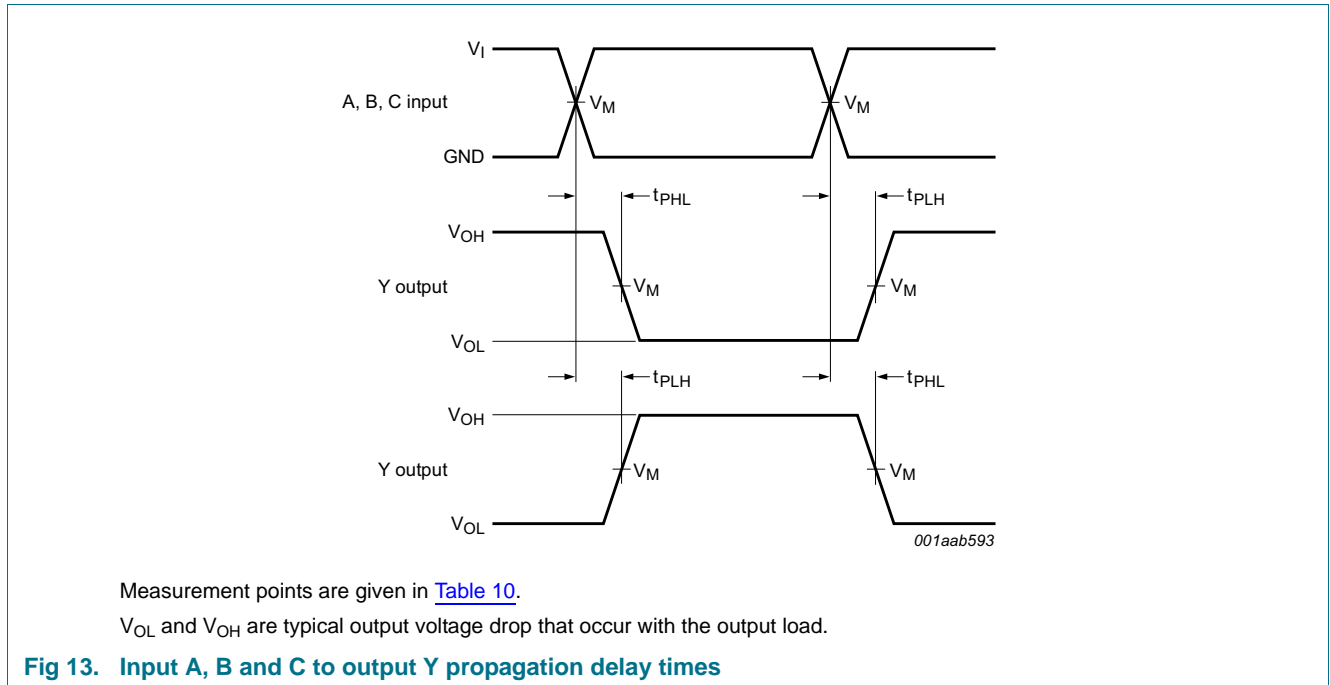 VI
A, B, C input
VM
VM
GND
tPHL
tPLH
VOH
Y output
VM
VM
VOL
tPLH
tPHL
VOH
Y output
VM
VM
VOL
001aab593
Measurement points are given in Table 10.
VOL and VOH are typical output voltage drop that occur with the output load.
Fig 13. Input A, B and C to output Y propagation delay times